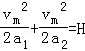 v_m^2/2a_1 + v_m^2/2a_2 = H